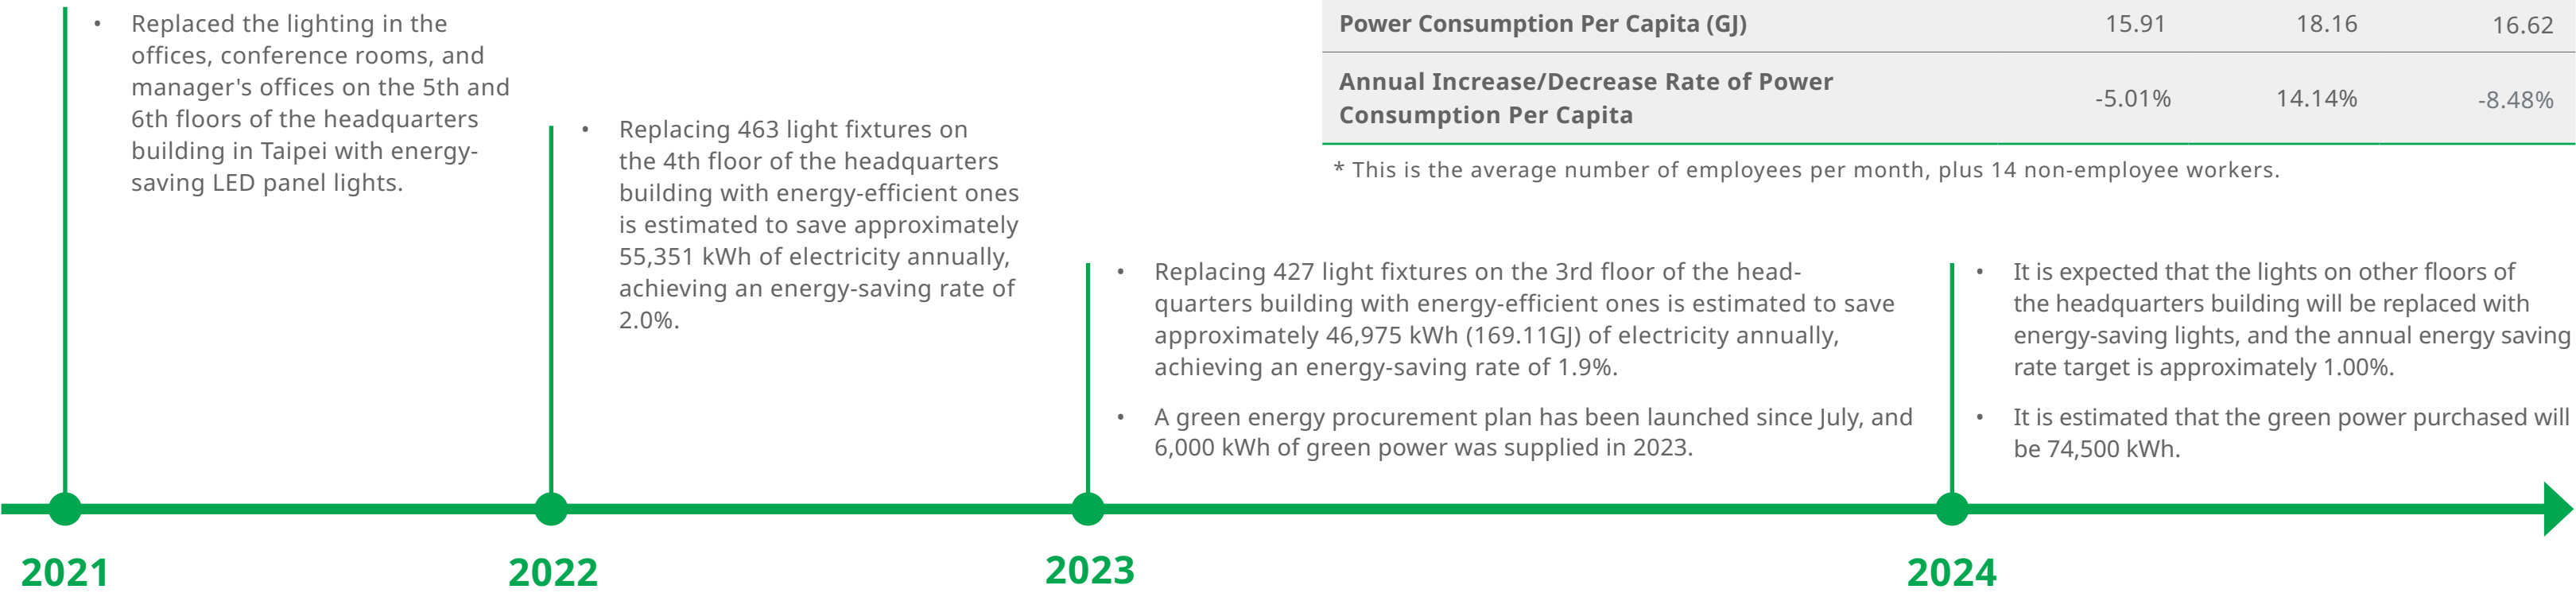 • Replaced the lighting in the
offices, conference rooms, and
manager's offices on the 5th and
6th floors of the headquarters
building in Taipei with energy-
saving LED panel lights.
• Replacing 463 light fixtures on
the 4th floor of the headquarters
building with energy-efficient ones
is estimated to save approximately
55,351 kWh of electricity annually,
achieving an energy-saving rate of
2.0%.
Power Consumption Per Capita (GJ) 15.91 18.16 16.62
Annual Increase/Decrease Rate of Power
Consumption Per Capita -5.01% 14.14% -8.48%
* This is the average number of employees per month, plus 14 non-employee workers.
• Replacing 427 light fixtures on the 3rd floor of the head-
quarters building with energy-efficient ones is estimated to save
approximately 46,975 kWh (169.11GJ) of electricity annually,
achieving an energy-saving rate of 1.9%.
• A green energy procurement plan has been launched since July, and
6,000 kWh of green power was supplied in 2023.
• It is expected that the lights on other floors of
the headquarters building will be replaced with
energy-saving lights, and the annual energy saving
rate target is approximately 1.00%.
• It is estimated that the green power purchased will
be 74,500 kWh.
2021 2022 2023 2024